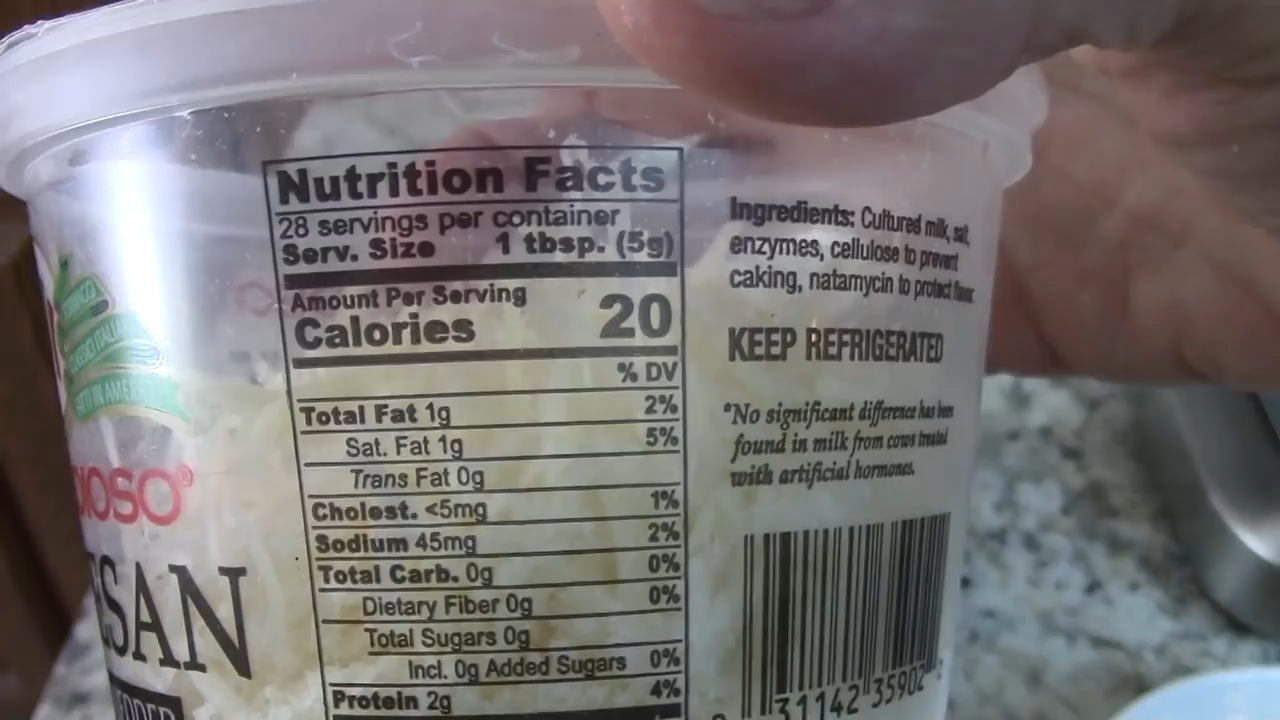 Nutrition Facts
28 servings per container
Serv. Size 1 tbsp. (5g)
Amount Per Serving
Calories 20
% DV
Total Fat 1g 2%
Sat. Fat 1g 5%
Trans Fat 0g
Cholest. <5mg 1%
Sodium 45mg 2%
Total Carb. 0g 0%
Dietary Fiber 0g 0%
Total Sugars 0g
Incl. 0g Added Sugars 0%
Protein 2g 4%
Ingredients: Cultured milk, salt,
enzymes, cellulose to prevent
caking, natamycin to protect flavor.
KEEP REFRIGERATED
*No significant difference has been
found in milk from cows treated
with artificial hormones.
31142 35902
IOSO®
ESAN